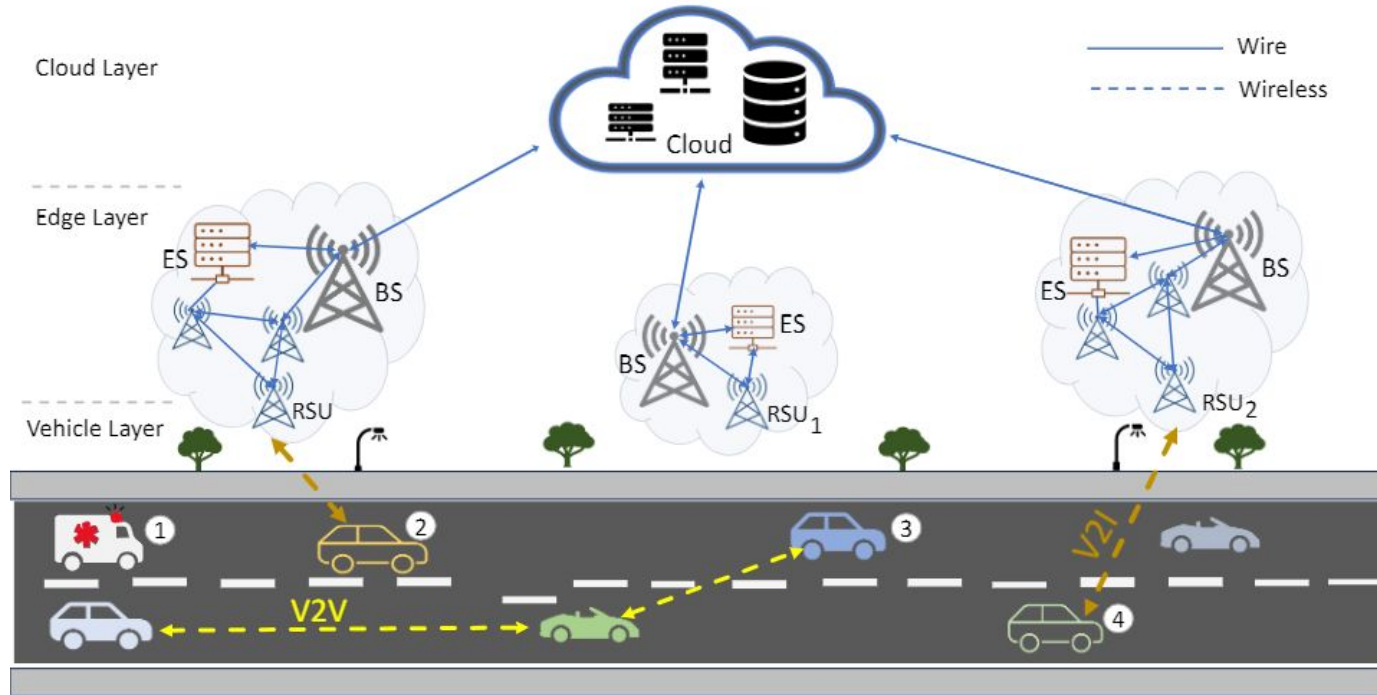 Cloud Layer
Wire
Wireless
Cloud
Edge Layer
ES
BS
ES
BS
ES
BS
RSU
RSU₁
RSU₂
Vehicle Layer
1
2
3
4
V2I
V2V